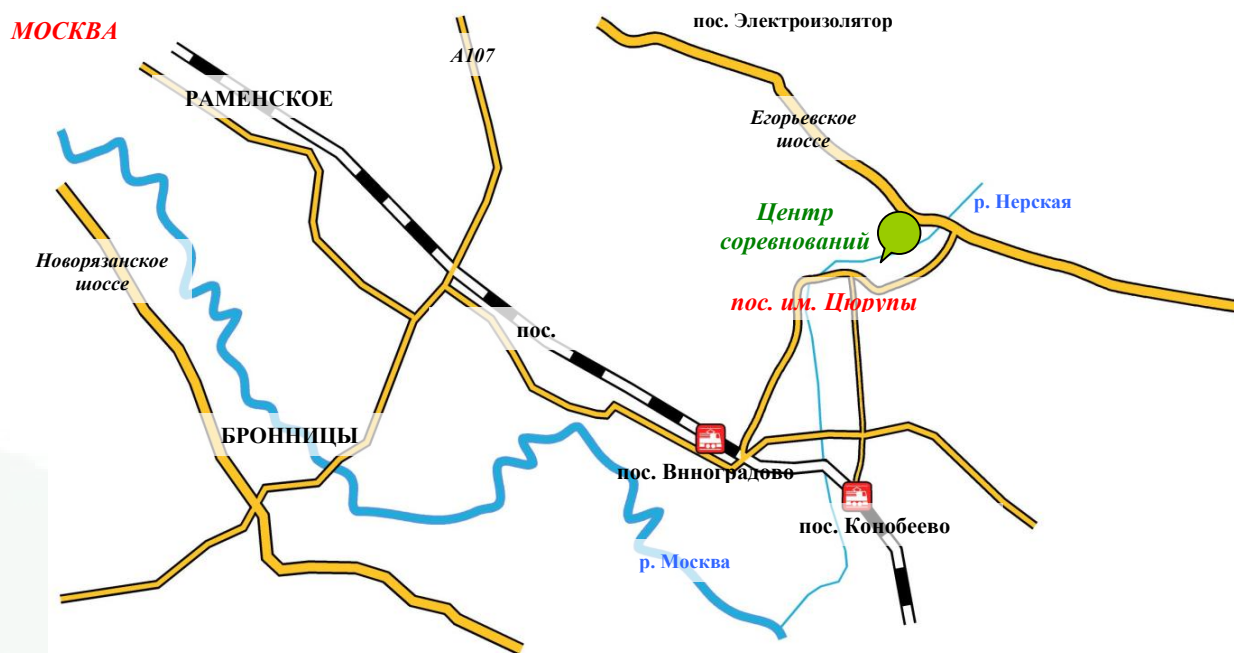 МОСКВА
пос. Электроизолятор
А107
РАМЕНСКОЕ
Егорьевское
шоссе
р. Нерская
Центр
соревнований
Новорязанское
шоссе
пос. им. Цюрупы
пос.
БРОННИЦЫ
пос. Внноградово
пос. Конобеево
р. Москва